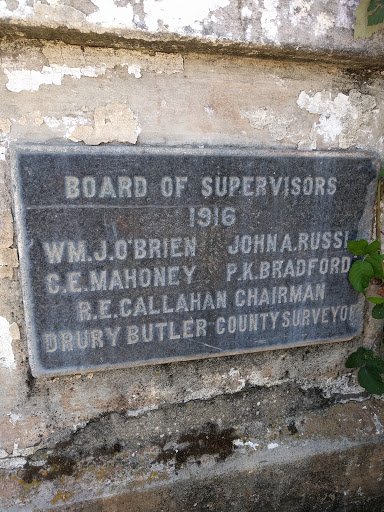 BOARD OF SUPERVISORS
1916
WM.J.O'BRIEN JOHN A.RUSSI
C.E.MAHONEY P.K.BRADFORD
R.E.CALLAHAN CHAIRMAN
DRURY BUTLER COUNTY SURVEYOR